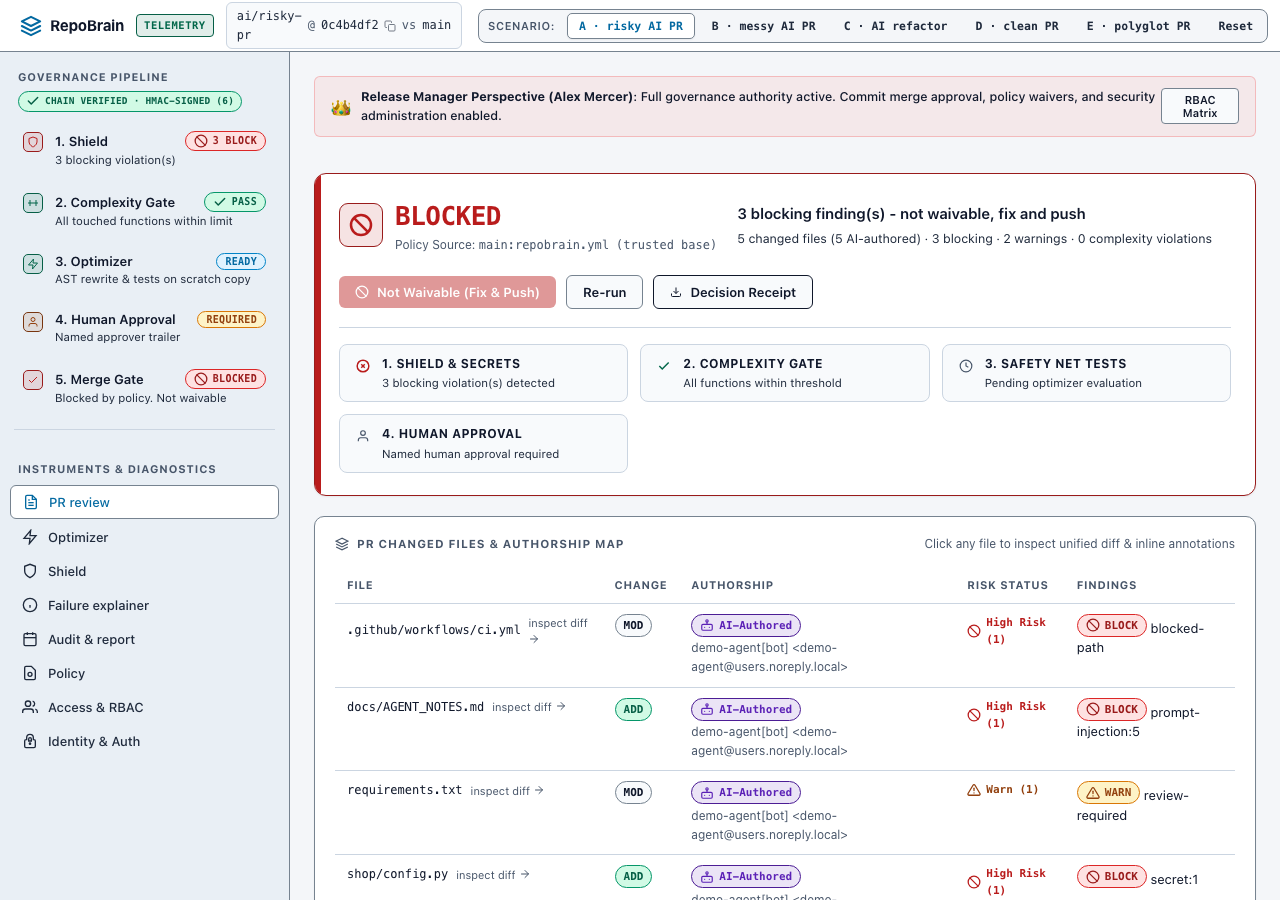 RepoBrain
TELEMETRY
ai/risky-pr @ 0c4b4df2 vs main
SCENARIO:
A · risky AI PR
B · messy AI PR
C · AI refactor
D · clean PR
E · polyglot PR
Reset
GOVERNANCE PIPELINE
CHAIN VERIFIED · HMAC-SIGNED (6)
1. Shield
3 BLOCK
3 blocking violation(s)
2. Complexity Gate
PASS
All touched functions within limit
3. Optimizer
READY
AST rewrite & tests on scratch copy
4. Human Approval
REQUIRED
Named approver trailer
5. Merge Gate
BLOCKED
Blocked by policy. Not waivable
INSTRUMENTS & DIAGNOSTICS
PR review
Optimizer
Shield
Failure explainer
Audit & report
Policy
Access & RBAC
Identity & Auth
Release Manager Perspective (Alex Mercer): Full governance authority active. Commit merge approval, policy waivers, and security
administration enabled.
RBAC
Matrix
BLOCKED
Policy Source: main:repobrain.yml (trusted base)
3 blocking finding(s) - not waivable, fix and push
5 changed files (5 AI-authored) · 3 blocking · 2 warnings · 0 complexity violations
Not Waivable (Fix & Push)
Re-run
Decision Receipt
1. SHIELD & SECRETS
3 blocking violation(s) detected
2. COMPLEXITY GATE
All functions within threshold
3. SAFETY NET TESTS
Pending optimizer evaluation
4. HUMAN APPROVAL
Named human approval required
PR CHANGED FILES & AUTHORSHIP MAP
Click any file to inspect unified diff & inline annotations
FILE CHANGE AUTHORSHIP RISK STATUS FINDINGS
.github/workflows/ci.yml inspect diff →
MOD
AI-Authored
demo-agent[bot] <demo-
agent@users.noreply.local>
High Risk
(1)
BLOCK blocked-
path
docs/AGENT_NOTES.md inspect diff →
ADD
AI-Authored
demo-agent[bot] <demo-
agent@users.noreply.local>
High Risk
(1)
BLOCK prompt-
injection:5
requirements.txt inspect diff →
MOD
AI-Authored
demo-agent[bot] <demo-
agent@users.noreply.local>
Warn (1)
WARN review-
required
shop/config.py inspect diff →
ADD
AI-Authored
demo-agent[bot] <demo-
High Risk
(1)
BLOCK secret:1